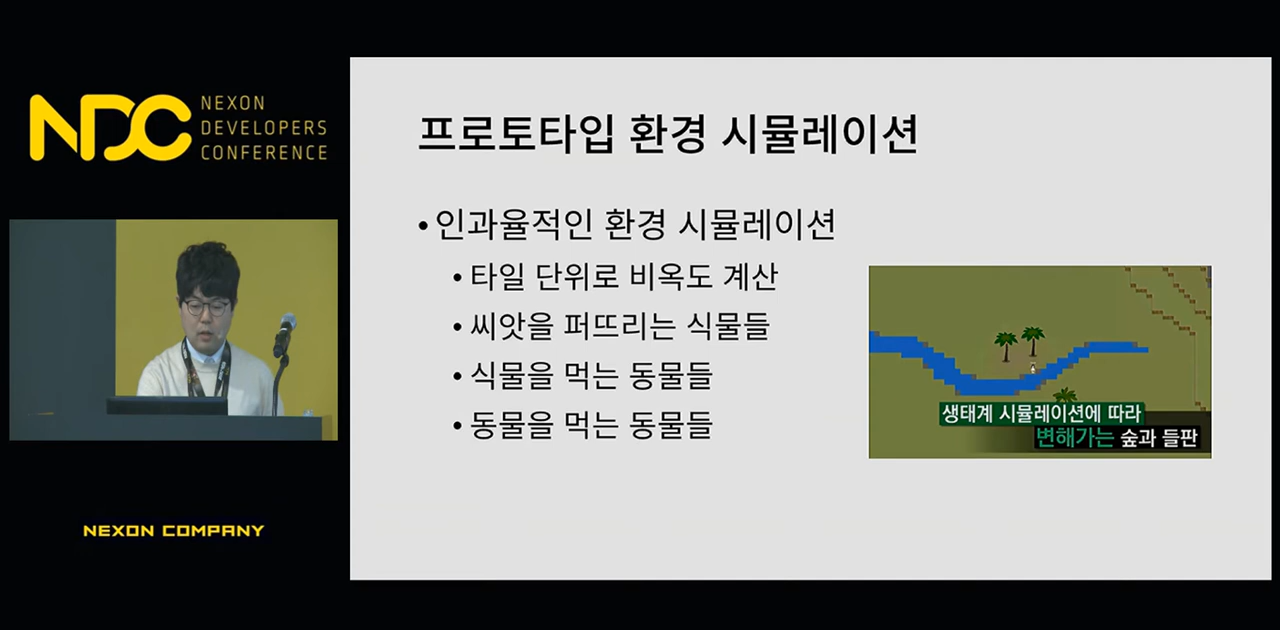 NDC
NEXON
DEVELOPERS
CONFERENCE
NEXON COMPANY
프로토타입 환경 시뮬레이션
• 인과율적인 환경 시뮬레이션
• 타일 단위로 비옥도 계산
• 씨앗을 퍼뜨리는 식물들
• 식물을 먹는 동물들
• 동물을 먹는 동물들
생태계 시뮬레이션에 따라
변해가는 숲과 들판